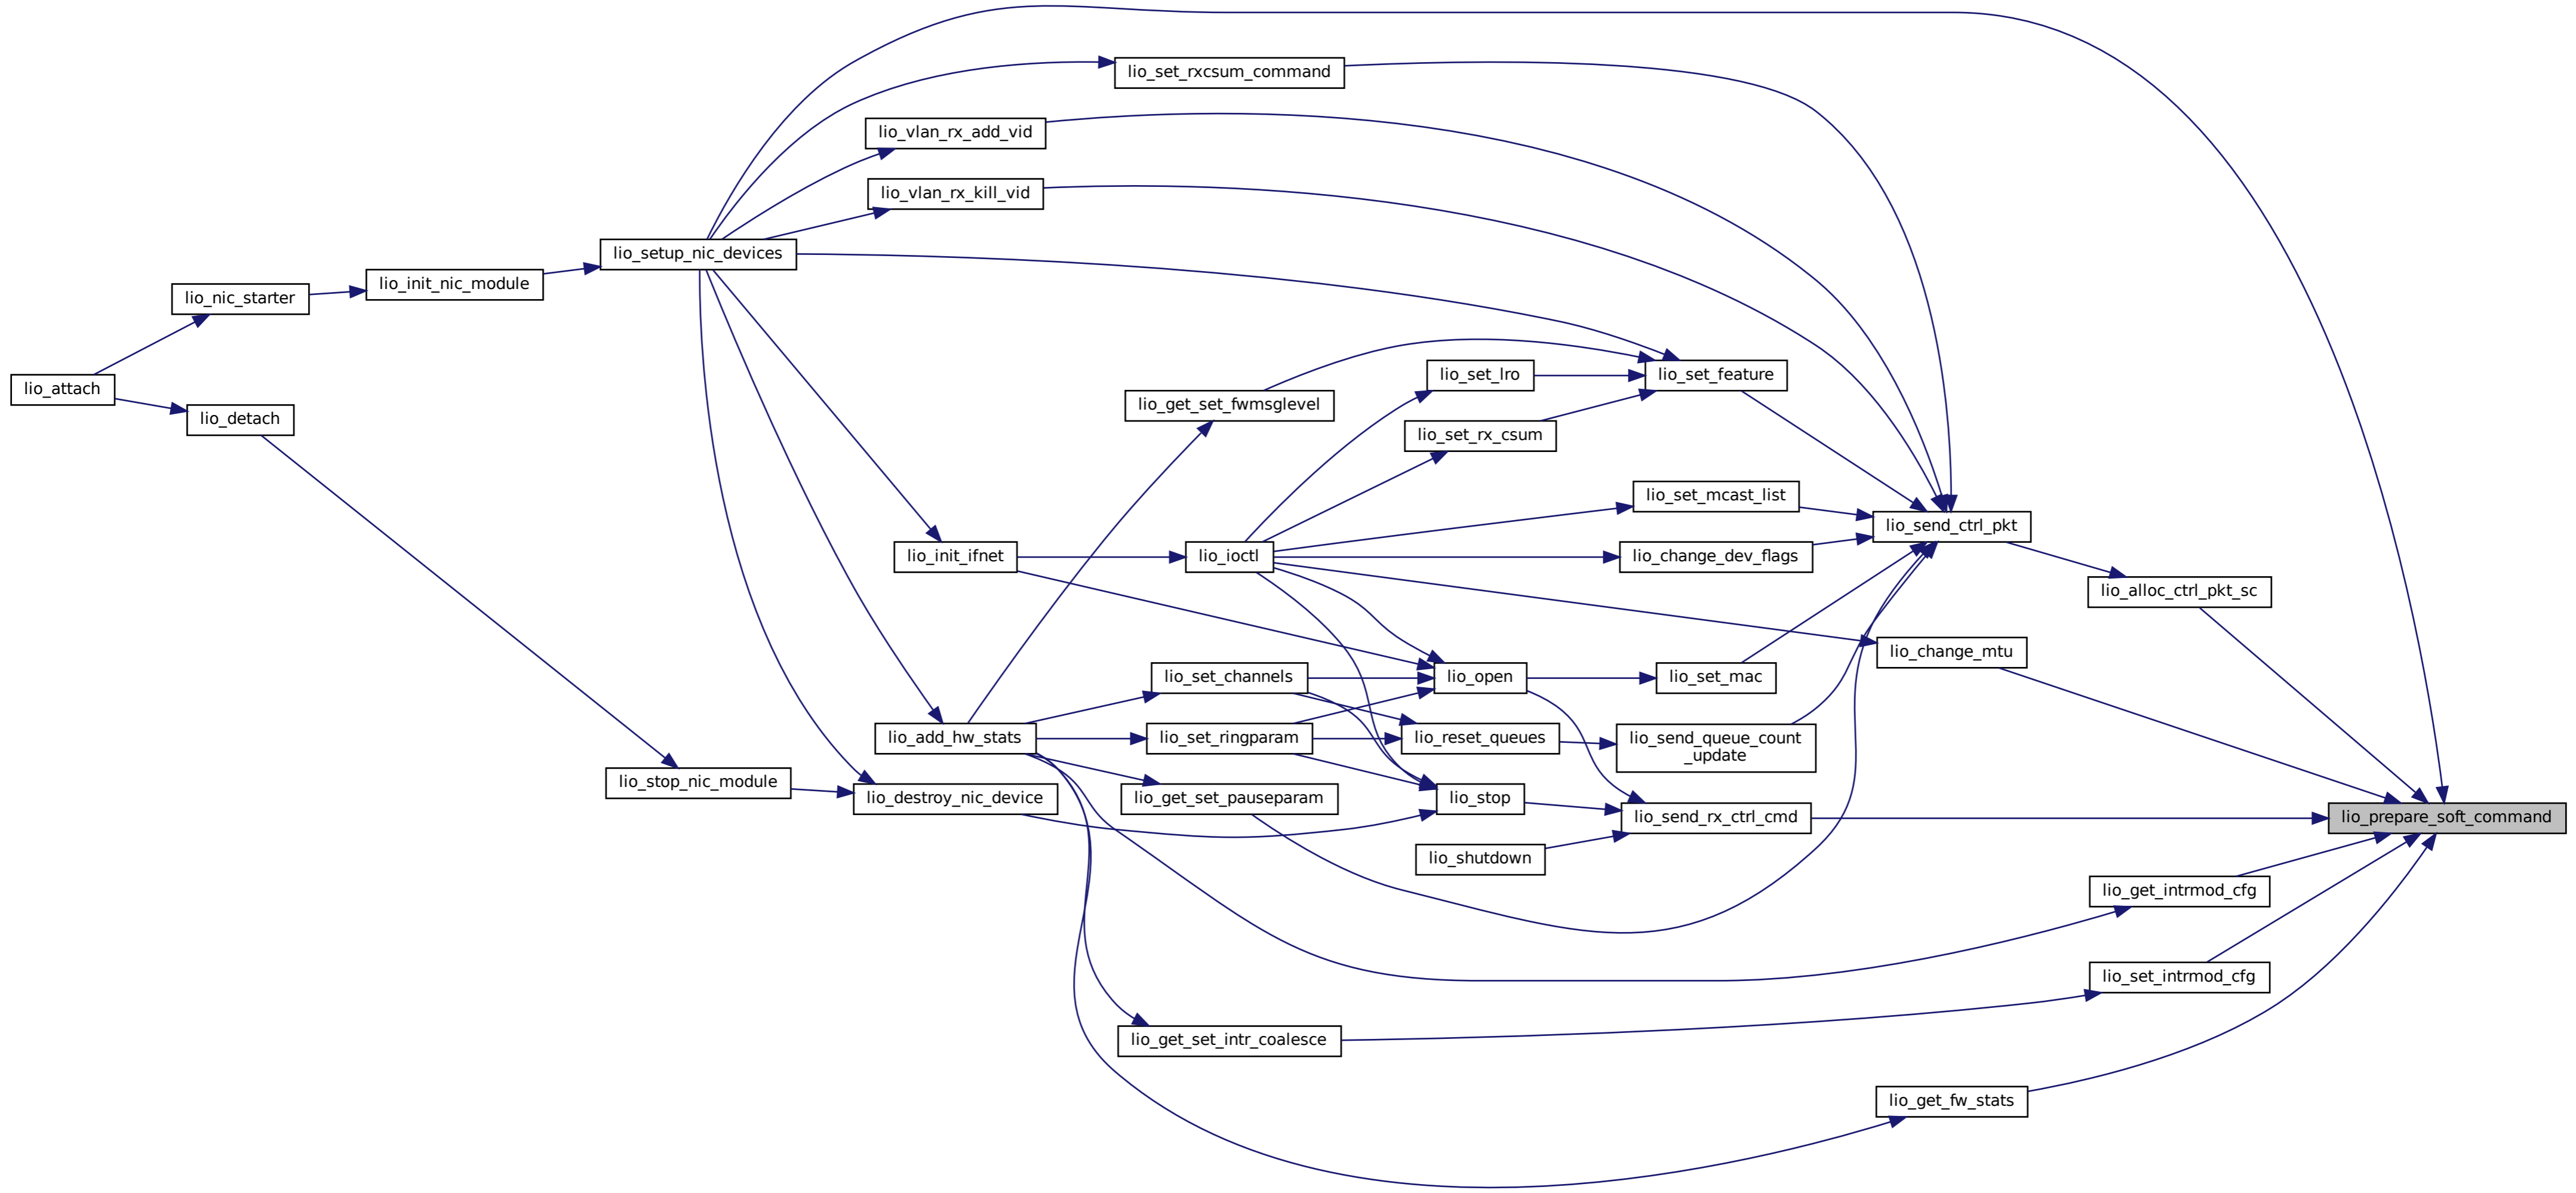 lio_set_rxcsum_command
lio_vlan_rx_add_vid
lio_vlan_rx_kill_vid
lio_setup_nic_devices
lio_init_nic_module
lio_nic_starter
lio_attach
lio_detach
lio_get_set_fwmsglevel
lio_set_lro
lio_set_feature
lio_set_rx_csum
lio_set_mcast_list
lio_send_ctrl_pkt
lio_init_ifnet
lio_ioctl
lio_change_dev_flags
lio_alloc_ctrl_pkt_sc
lio_change_mtu
lio_set_channels
lio_open
lio_set_mac
lio_add_hw_stats
lio_set_ringparam
lio_reset_queues
lio_send_queue_count
_update
lio_stop_nic_module
lio_destroy_nic_device
lio_get_set_pauseparam
lio_stop
lio_send_rx_ctrl_cmd
lio_prepare_soft_command
lio_shutdown
lio_get_intrmod_cfg
lio_set_intrmod_cfg
lio_get_set_intr_coalesce
lio_get_fw_stats